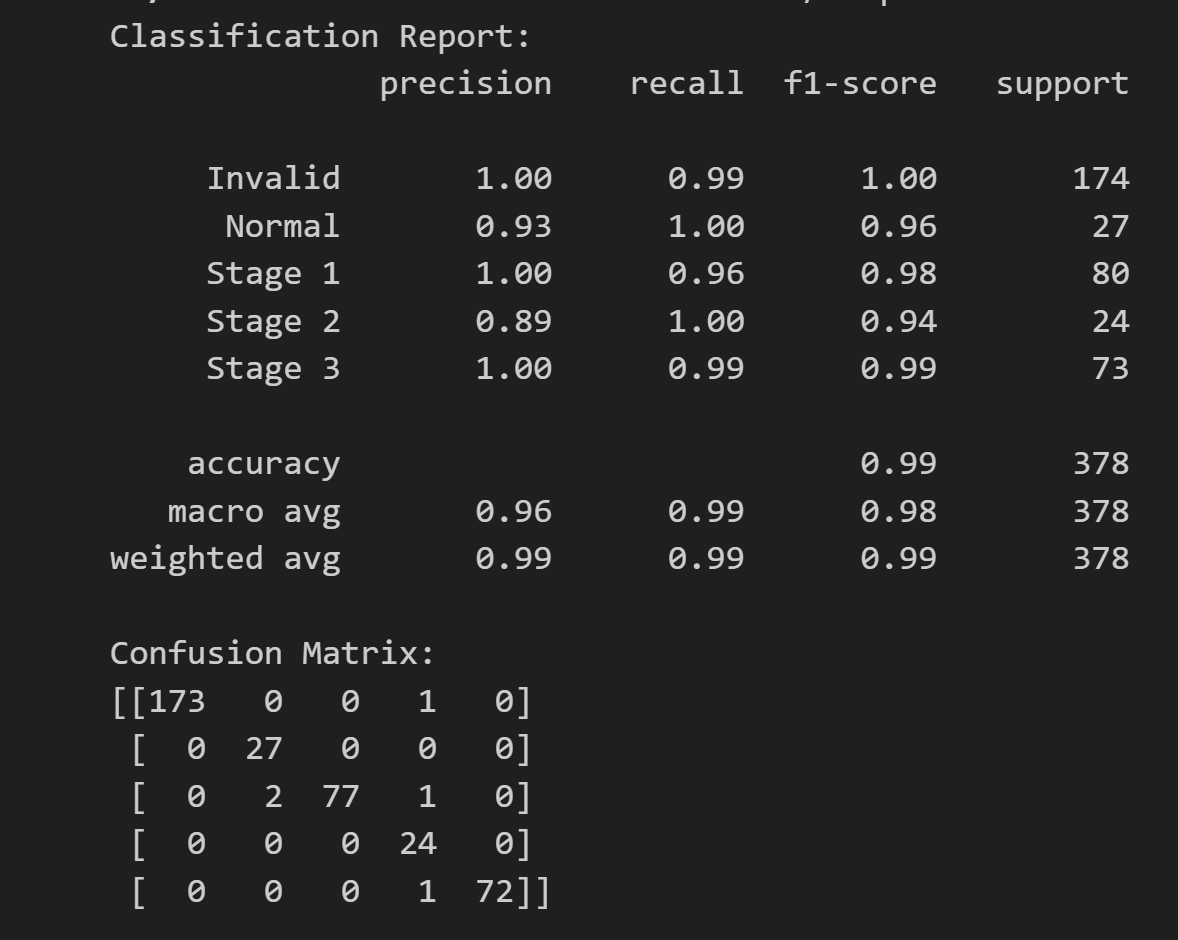 Classification Report:
precision recall f1-score support
Invalid 1.00 0.99 1.00 174
Normal 0.93 1.00 0.96 27
Stage 1 1.00 0.96 0.98 80
Stage 2 0.89 1.00 0.94 24
Stage 3 1.00 0.99 0.99 73
accuracy 0.99 378
macro avg 0.96 0.99 0.98 378
weighted avg 0.99 0.99 0.99 378
Confusion Matrix:
[[173 0 0 1 0]
[ 0 27 0 0 0]
[ 0 2 77 1 0]
[ 0 0 0 24 0]
[ 0 0 0 1 72]]